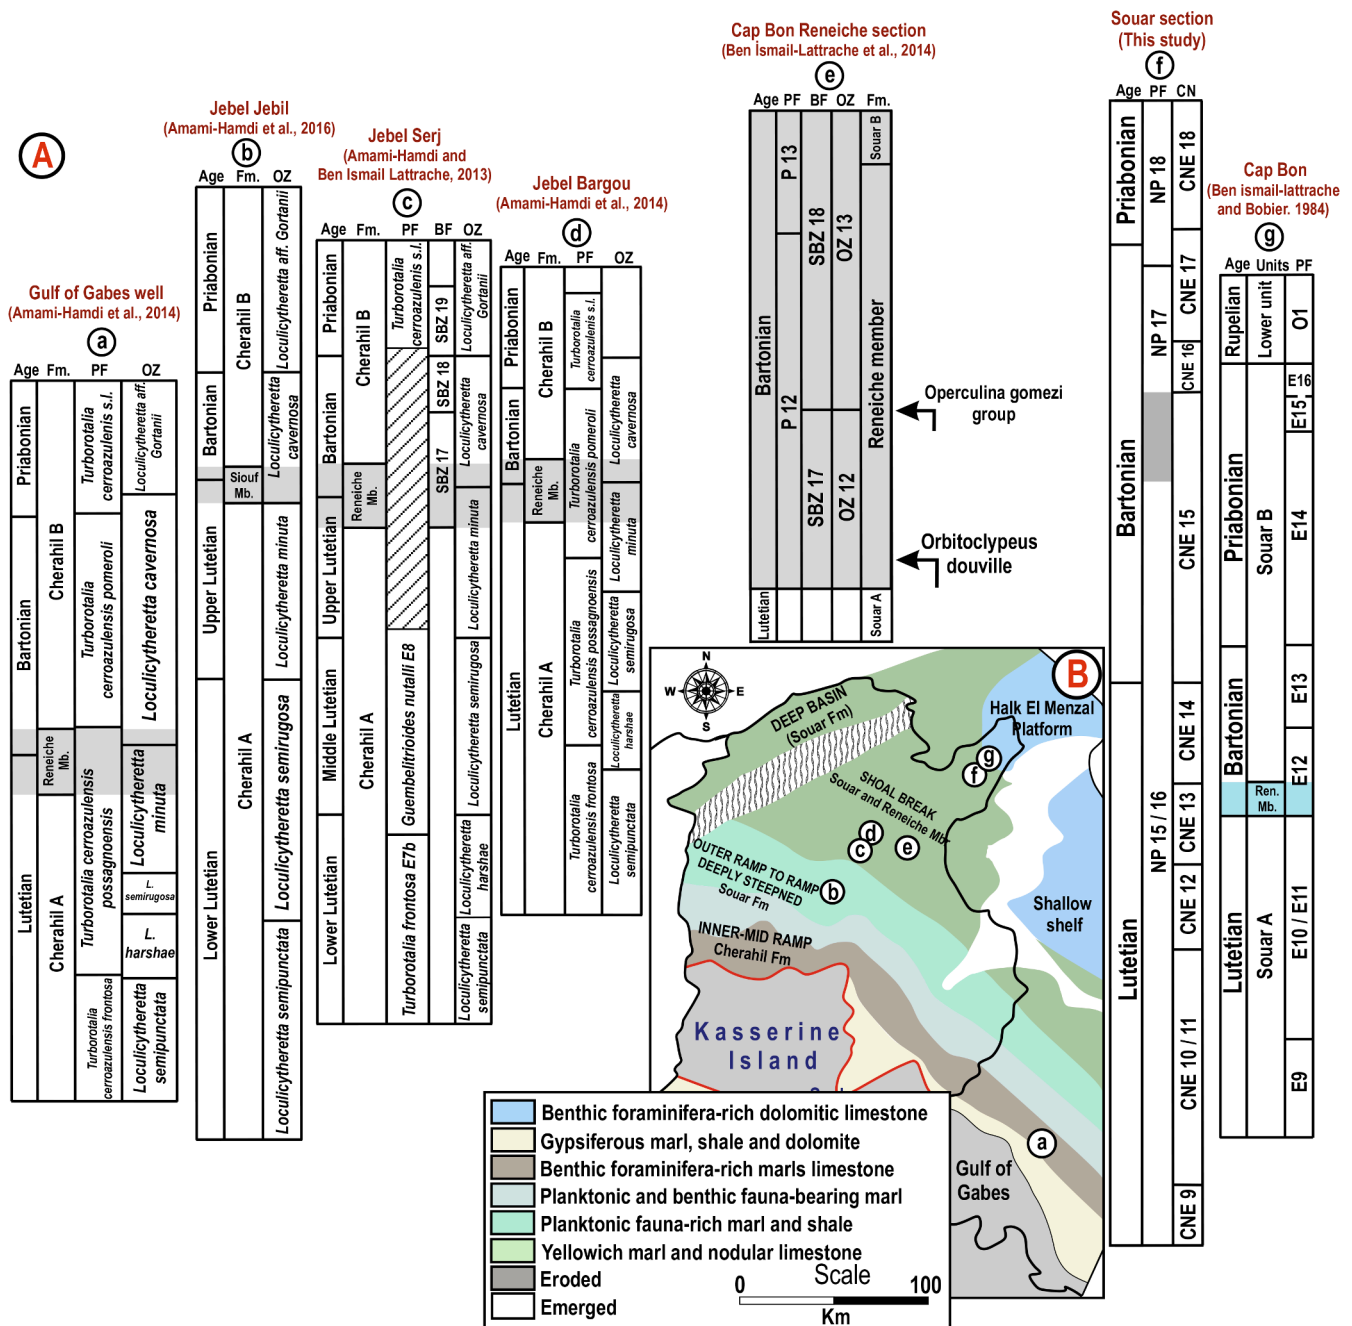 A
Gulf of Gabes well
(Amami-Hamdi et al., 2014)
a
Age Fm. PF OZ
Priabonian
Bartonian
Lutetian
Cherahil B
Reneiche
Mb.
Cherahil A
Turborotalia
cerroazulenis s.l.
Turborotalia
cerroazulensis pomeroli
Turborotalia cerroazulensis
possagnoensis
Turborotalia
cerroazulensis frontosa
Loculicytheretta aff.
Gortanii
Loculicytheretta cavernosa
Loculicytheretta
minuta
L.
semirugosa
L.
harshae
Loculicytheretta
semipunctata
Jebel Jebil
(Amami-Hamdi et al., 2016)
b
Age Fm. OZ
Priabonian
Bartonian
Upper Lutetian
Lower Lutetian
Cherahil B
Siouf
Mb.
Cherahil A
Loculicytheretta aff. Gortanii
Loculicytheretta
cavernosa
Loculicytheretta minuta
Loculicytheretta semirugosa
Loculicytheretta semipunctata
Jebel Serj
(Amami-Hamdi and
Ben Ismail Lattrache, 2013)
c
Age Fm. PF BF OZ
Priabonian
Bartonian
Upper Lutetian
Middle Lutetian
Lower Lutetian
Cherahil B
Reneiche
Mb.
Cherahil A
Turborotalia
cerroazulenis s.l.
Guembelitrioides nutalli E8
Turborotalia frontosa E7b
SBZ 19
SBZ 18
SBZ 17
Loculicytheretta aff.
Gortanii
Loculicytheretta
cavernosa
Loculicytheretta minuta
Loculicytheretta semirugosa
Loculicytheretta
harshae
Loculicytheretta
semipunctata
Jebel Bargou
(Amami-Hamdi et al., 2014)
d
Age Fm. PF OZ
Priabonian
Bartonian
Lutetian
Cherahil B
Reneiche
Mb.
Cherahil A
Turborotalia
cerroazulenis s.l.
Turborotalia
cerroazulensis pomeroli
Turborotalia
cerroazulensis possagnoensis
Turborotalia
cerroazulensis frontosa
Loculicytheretta
cavernosa
Loculicytheretta
minuta
Loculicytheretta
semirugosa
Loculicytheretta
harshae
Loculicytheretta
semipunctata
Cap Bon Reneiche section
(Ben İsmail-Lattrache et al., 2014)
e
Age PF BF OZ Fm.
Bartonian
Lutetian
P 13
P 12
SBZ 18
SBZ 17
OZ 13
OZ 12
Souar B
Reneiche member
Souar A
Operculina gomezi
group
Orbitoclypeus
douville
Souar section
(This study)
f
Age PF CN
Priabonian
Bartonian
Lutetian
NP 18
NP 17
NP 15 / 16
CNE 18
CNE 17
CNE 16
CNE 15
CNE 14
CNE 13
CNE 12
CNE 10 / 11
CNE 9
Cap Bon
(Ben ismail-lattrache
and Bobier. 1984)
g
Age Units PF
Rupelian
Priabonian
Bartonian
Lutetian
Lower unit
Souar B
Ren.
Mb.
Souar A
O1
E16
E15
E14
E13
E12
E10 / E11
E9
B
N
W E
S
DEEP BASIN
(Souar Fm)
Halk El Menzal
Platform
g
f
SHOAL BREAK
Souar and Reneiche Mbr
d
c
e
OUTER RAMP TO RAMP
DEEPLY STEEPNED
Souar Fm
b
INNER-MID RAMP
Cherahil Fm
Shallow
shelf
Kasserine
Island
a
Gulf of
Gabes
Benthic foraminifera-rich dolomitic limestone
Gypsiferous marl, shale and dolomite
Benthic foraminifera-rich marls limestone
Planktonic and benthic fauna-bearing marl
Planktonic fauna-rich marl and shale
Yellowich marl and nodular limestone
Eroded
Emerged
0 Scale 100
Km